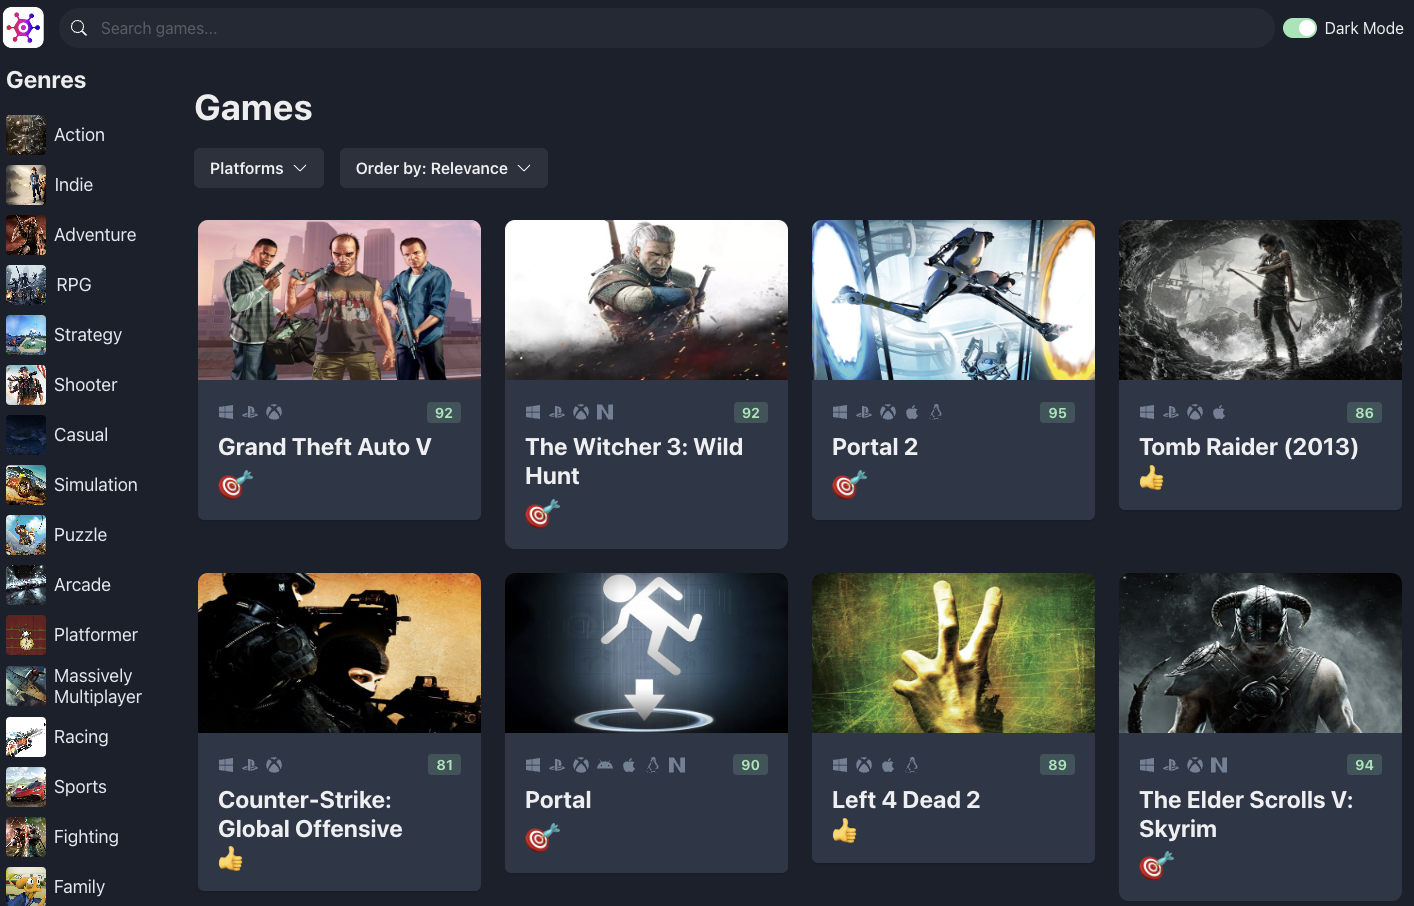 Search games...
Dark Mode
Genres
Action
Indie
Adventure
RPG
Strategy
Shooter
Casual
Simulation
Puzzle
Arcade
Platformer
Massively
Multiplayer
Racing
Sports
Fighting
Family
Games
Platforms
Order by: Relevance
92
Grand Theft Auto V
92
The Witcher 3: Wild
Hunt
95
Portal 2
86
Tomb Raider (2013)
81
Counter-Strike:
Global Offensive
90
Portal
89
Left 4 Dead 2
94
The Elder Scrolls V:
Skyrim